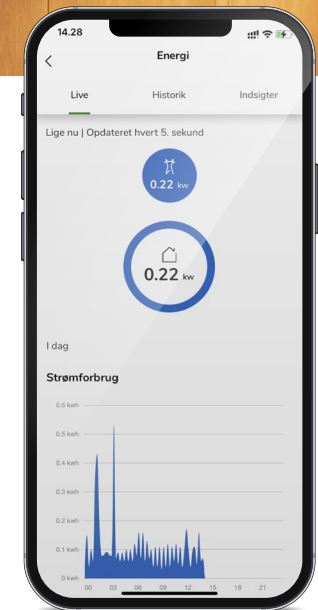 14.28
Energi
Live Historik Indsigter
Lige nu | Opdateret hvert 5. sekund
0.22 kw
0.22 kw
I dag
Strømforbrug
0.6 kwh
0.5 kwh
0.4 kwh
0.3 kwh
0.2 kwh
0.1 kwh
0 kwh
00 03 06 09 12 15 18 21